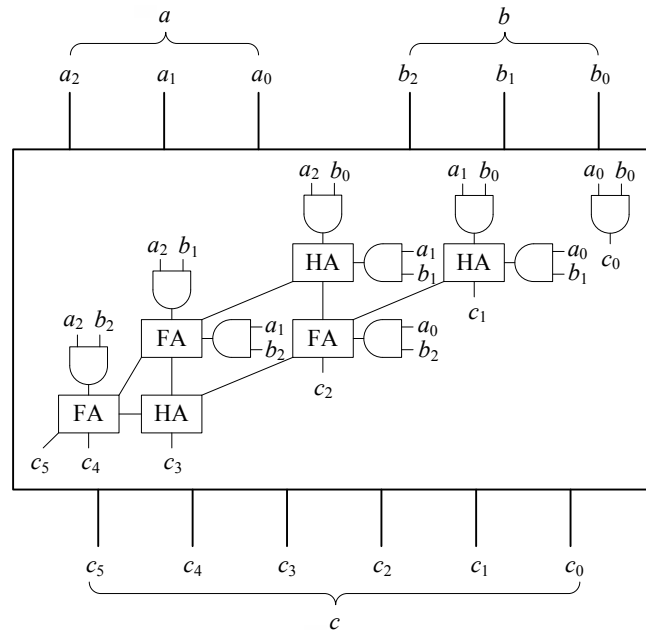 a b
a₂ a₁ a₀ b₂ b₁ b₀
a₂ b₀ a₁ b₀ a₀ b₀
a₂ b₁ HA a₁ b₁ HA a₀ b₁ c₀
c₁
a₂ b₂ FA a₁ b₂ FA a₀ b₂
c₂
FA HA
c₅ c₄ c₃
c₅ c₄ c₃ c₂ c₁ c₀
c